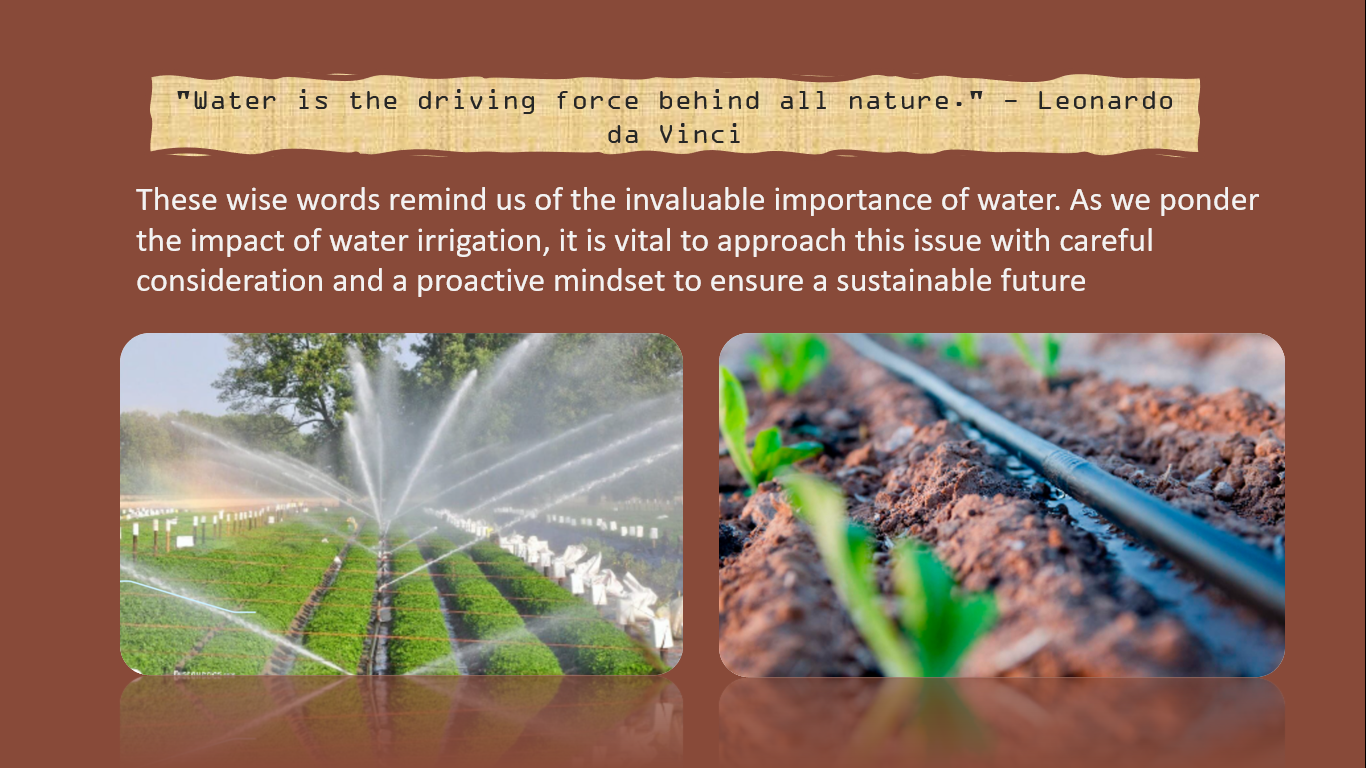 "Water is the driving force behind all nature." - Leonardo
da Vinci
These wise words remind us of the invaluable importance of water. As we ponder
the impact of water irrigation, it is vital to approach this issue with careful
consideration and a proactive mindset to ensure a sustainable future